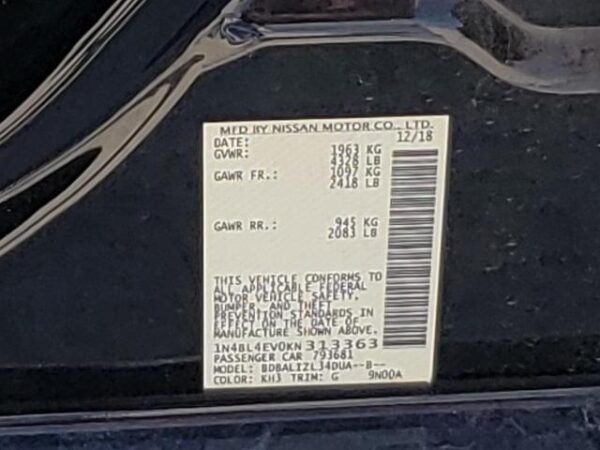 MFD BY NISSAN MOTOR CO., LTD.
DATE: 12/18
GVWR: 1963 KG
4328 LB
GAWR FR.: 1097 KG
2418 LB
GAWR RR.: 945 KG
2083 LB
THIS VEHICLE CONFORMS TO
ALL APPLICABLE FEDERAL
MOTOR VEHICLE SAFETY,
BUMPER, AND THEFT
PREVENTION STANDARDS IN
EFFECT ON THE DATE OF
MANUFACTURE SHOWN ABOVE.
1N4BL4EV0KN313363
PASSENGER CAR 793681
MODEL: BDBALIZL34DUA--B--
COLOR: KH3 TRIM: G 9N00A